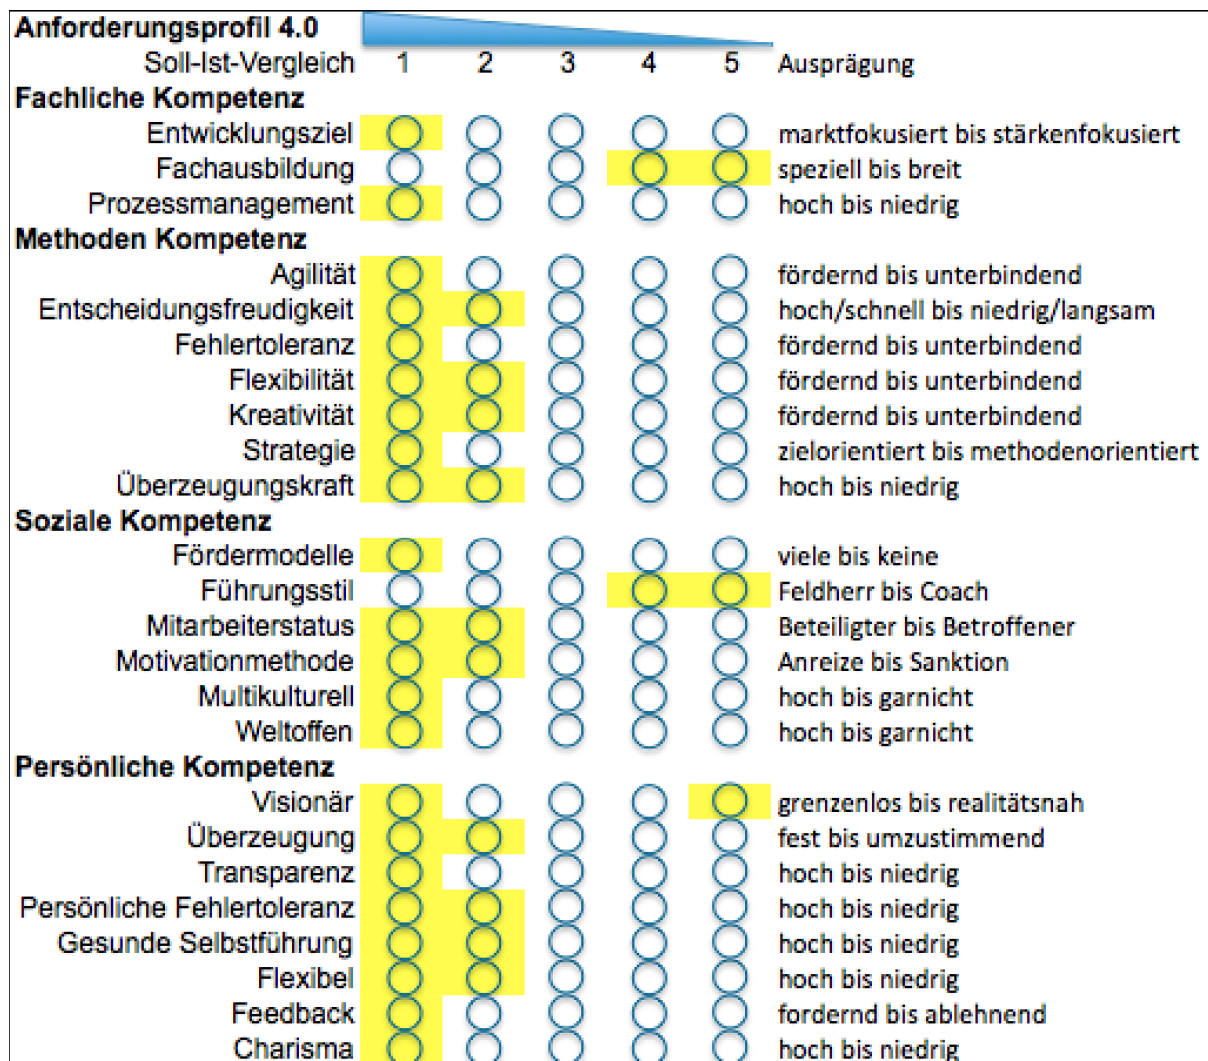 Anforderungsprofil 4.0
Soll-Ist-Vergleich 1 2 3 4 5 Ausprägung
Fachliche Kompetenz
Entwicklungsziel marktfokusiert bis stärkenfokusiert
Fachausbildung speziell bis breit
Prozessmanagement hoch bis niedrig
Methoden Kompetenz
Agilität fördernd bis unterbindend
Entscheidungsfreudigkeit hoch/schnell bis niedrig/langsam
Fehlertoleranz fördernd bis unterbindend
Flexibilität fördernd bis unterbindend
Kreativität fördernd bis unterbindend
Strategie zielorientiert bis methodenorientiert
Überzeugungskraft hoch bis niedrig
Soziale Kompetenz
Fördermodelle viele bis keine
Führungsstil Feldherr bis Coach
Mitarbeiterstatus Beteiligter bis Betroffener
Motivationmethode Anreize bis Sanktion
Multikulturell hoch bis garnicht
Weltoffen hoch bis garnicht
Persönliche Kompetenz
Visionär grenzenlos bis realitätsnah
Überzeugung fest bis umzustimmend
Transparenz hoch bis niedrig
Persönliche Fehlertoleranz hoch bis niedrig
Gesunde Selbstführung hoch bis niedrig
Flexibel hoch bis niedrig
Feedback fordernd bis ablehnend
Charisma hoch bis niedrig